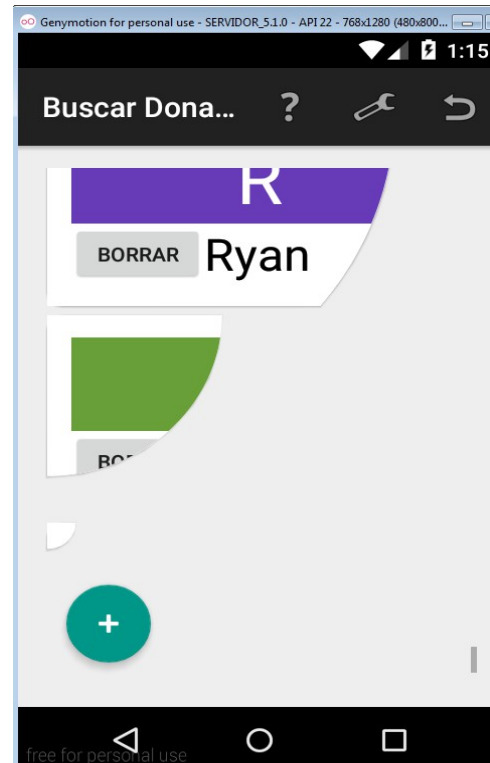 Genymotion for personal use - SERVIDOR_5.1.0 - API 22 - 768x1280 (480x800...
1:15
Buscar Dona... ?
R
BORRAR Ryan
+
free for personal use